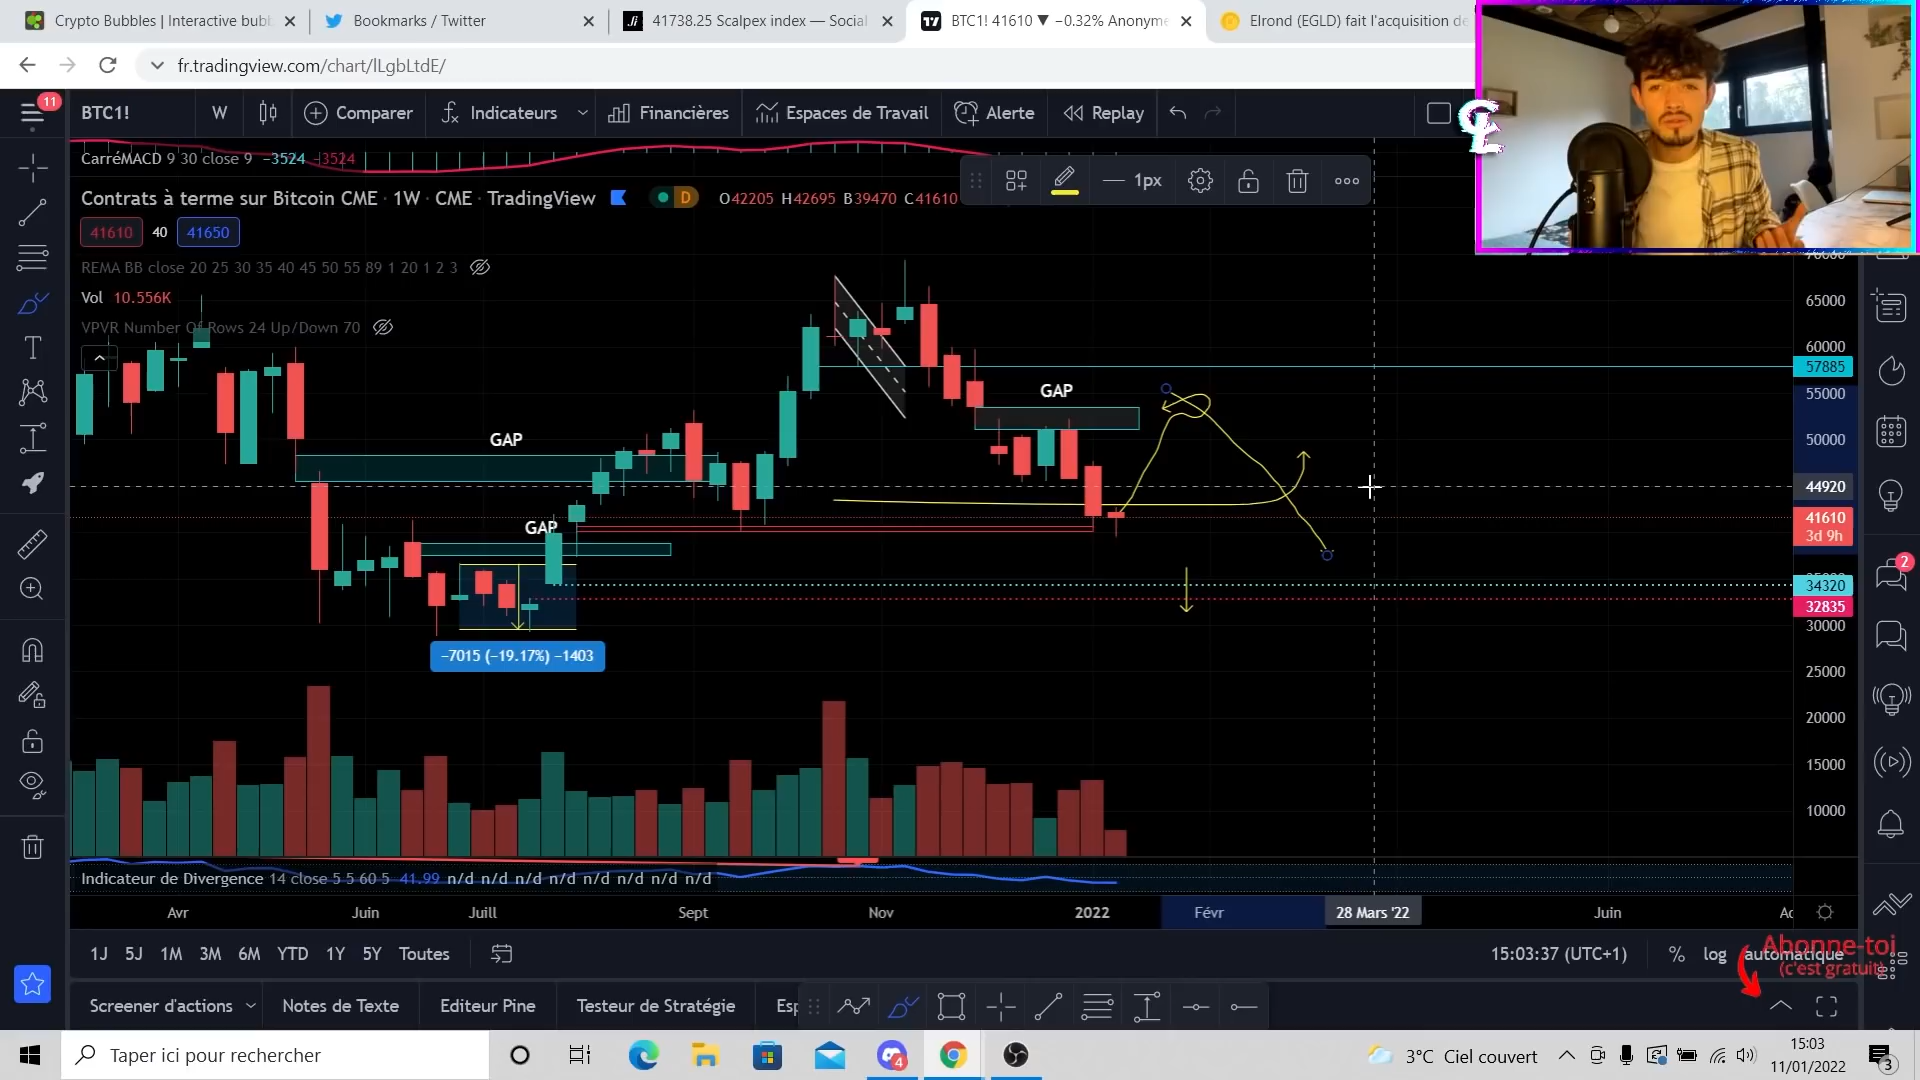 Crypto Bubbles | Interactive bubb
Bookmarks / Twitter
41738.25 Scalpex index — Social
BTC1! 41610 ▼ −0.32% Anonyme
Elrond (EGLD) fait l'acquisition de
fr.tradingview.com/chart/lLgbLtdE/
11
BTC1!
W
Comparer
Indicateurs
Financières
Espaces de Travail
Alerte
Replay
CarréMACD 9 30 close 9 −3524 −3524
Contrats à terme sur Bitcoin CME · 1W · CME · TradingView
D
O42205 H42695 B39470 C41610
1px
41610 40 41650
REMA BB close 20 25 30 35 40 45 50 55 89 1 20 1 2 3
Vol 10.556K
VPVR Number Of Rows 24 Up/Down 70
GAP
GAP
GAP
−7015 (−19.17%) −1403
70000
65000
60000
57885
55000
50000
44920
41610
3d 9h
34320
32835
30000
25000
20000
15000
10000
2
Indicateur de Divergence 14 close 5 5 60 5 41.99 n/d n/d n/d n/d n/d n/d n/d n/d
Avr
Juin
Juill
Sept
Nov
2022
Févr
28 Mars '22
Juin
1J 5J 1M 3M 6M YTD 1Y 5Y Toutes
15:03:37 (UTC+1)
%
log
automatique
Abonne-toi
(c'est gratuit)
Screener d'actions
Notes de Texte
Editeur Pine
Testeur de Stratégie
Esp
Taper ici pour rechercher
4
3°C Ciel couvert
15:03
11/01/2022
3